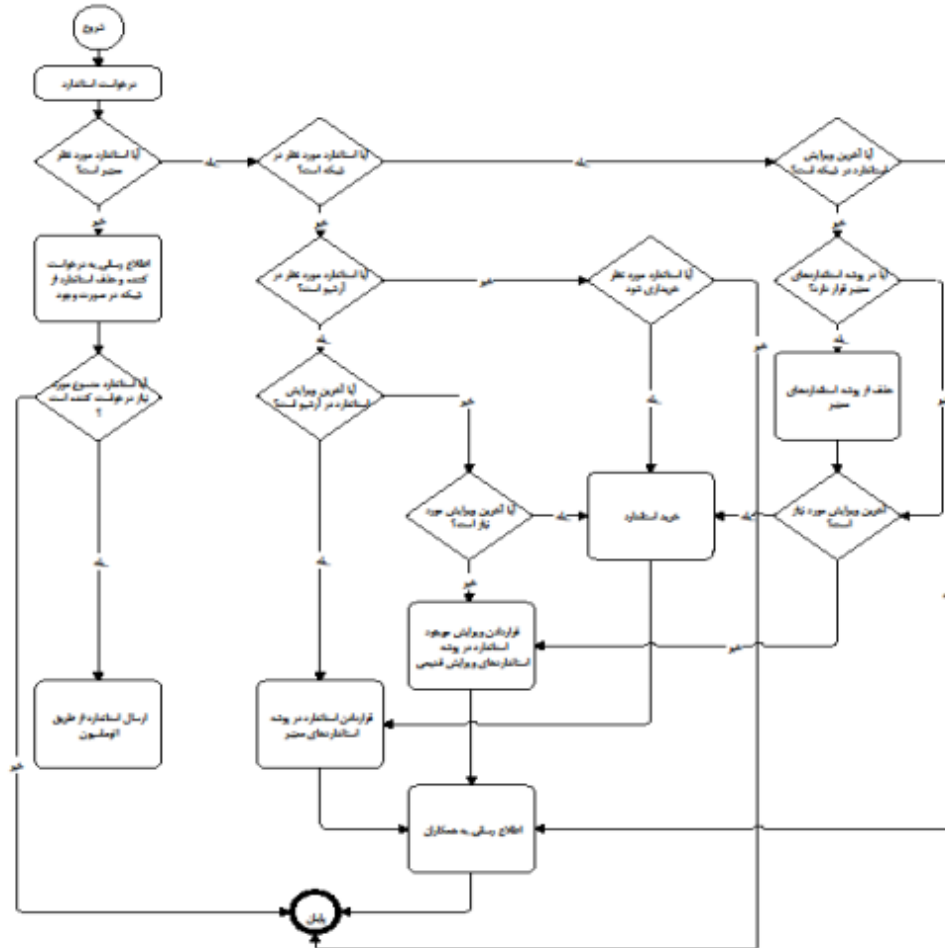 شروع
درخواست استاندارد
آیا استاندارد مورد نظر
معتبر است؟
بله
آیا استاندارد مورد نظر در
شبکه است؟
بله
آیا آخرین ویرایش
استاندارد در شبکه است؟
خیر
خیر
خیر
اطلاع رسانی به درخواست
کننده و حذف استاندارد از
شبکه در صورت وجود
آیا استاندارد مورد نظر در
آرشیو است؟
خیر
آیا استاندارد مورد نظر
خریداری شود
آیا در پوشه استانداردهای
معتبر قرار دارد؟
بله
خیر
بله
آیا استاندارد منسوخ مورد
نیاز درخواست کننده است
؟
آیا آخرین ویرایش
استاندارد در آرشیو است؟
خیر
بله
حذف از پوشه استانداردهای
معتبر
آیا آخرین ویرایش مورد
نیاز است؟
بله
خرید استاندارد
بله
آخرین ویرایش مورد نیاز
است؟
بله
بله
خیر
قراردادن ویرایش موجود
استاندارد در پوشه
استانداردهای ویرایش قدیمی
خیر
ارسال استاندارد از طریق
اتوماسیون
قراردادن استاندارد در پوشه
استانداردهای معتبر
خیر
اطلاع رسانی به همکاران
پایان